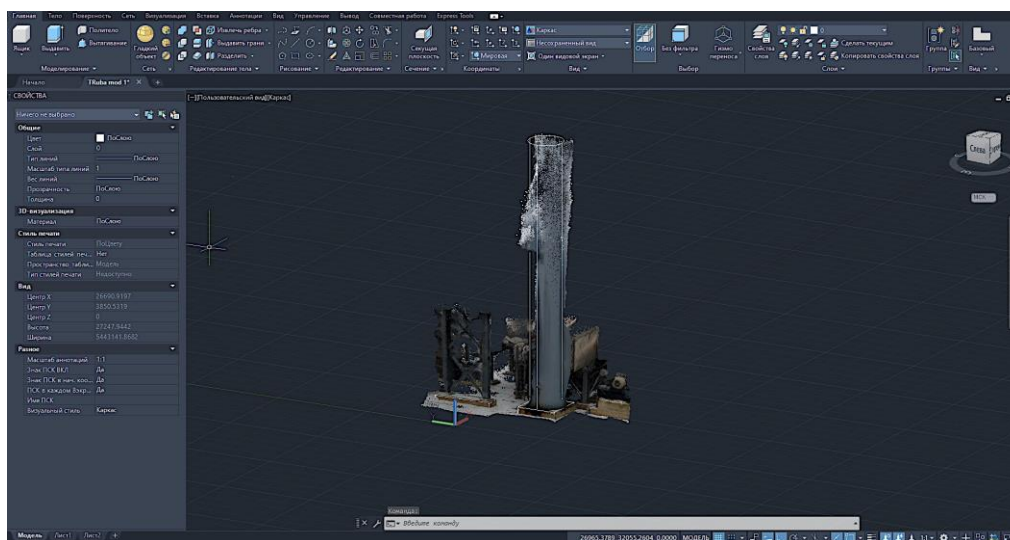 Главная Тело Поверхность Сеть Визуализация Вставка Аннотации Вид Управление Вывод Совместная работа Express Tools
Политело
Вытягивание
Ящик
Выдавить
Гладкий объект
Извлечь ребра
Выдавить грани
Разделить
Секущая плоскость
Мировая
Каркас
Несохраненный вид
Один видовой экран
Отбор
Без фильтра
Гизмо переноса
Свойства слоя
0
Сделать текущим
Копировать свойства слоя
Группа
Базовый
Моделирование
Сеть
Редактирование тела
Рисование
Редактирование
Сечение
Координаты
Вид
Выбор
Слои
Группы
Вид
Начало
TRuba mod 1*
СВОЙСТВА
[−][Пользовательский вид][Каркас]
Ничего не выбрано
Общие
Цвет ПоСлою
Слой 0
Тип линий ПоСлою
Масштаб типа линий 1
Вес линий ПоСлою
Прозрачность ПоСлою
Толщина 0
3D-визуализация
Материал ПоСлою
Стиль печати
Стиль печати ПоЦвету
Таблица стилей печ... Нет
Пространство табли... Модель
Тип стилей печати Недоступно
Вид
Центр X 26690.9197
Центр Y 3850.5319
Центр Z 0
Высота 27247.9442
Ширина 5443141.8682
Разное
Масштаб аннотаций 1:1
Знак ПСК ВКЛ Да
Знак ПСК в нач. коо... Да
ПСК в каждом Вэкр... Да
Имя ПСК
Визуальный стиль Каркас
Слева
МСК
Команда:
Введите команду
Модель Лист1 Лист2 +
26965.3789, 32055.2604, 0.0000 МОДЕЛЬ
1:1